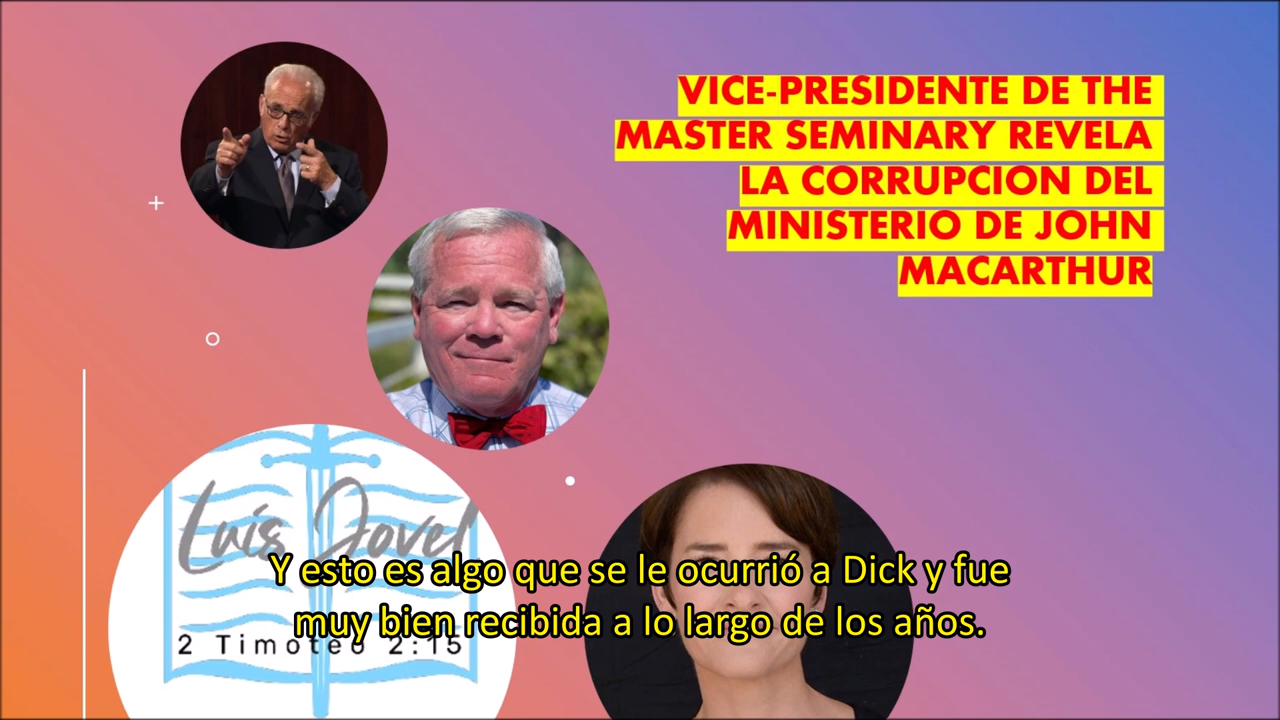 VICE-PRESIDENTE DE THE
MASTER SEMINARY REVELA
LA CORRUPCION DEL
MINISTERIO DE JOHN
MACARTHUR
Luis Jovel
Y esto es algo que se le ocurrió a Dick y fue
muy bien recibida a lo largo de los años.
2 Timoteo 2:15